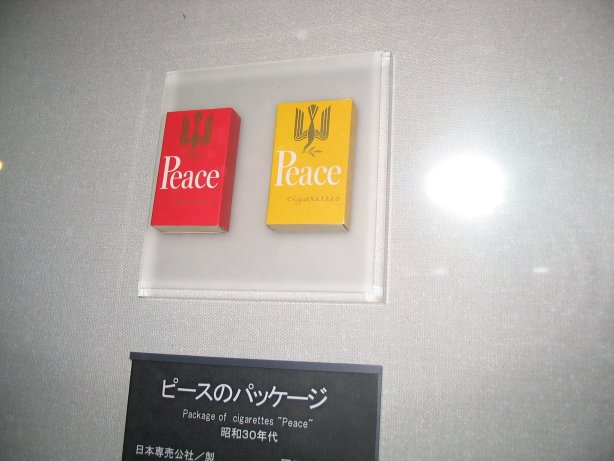 Peace
cigarettes
Peace
cigarettes
ピースのパッケージ
Package of cigarettes "Peace"
昭和30年代
日本専売公社／製